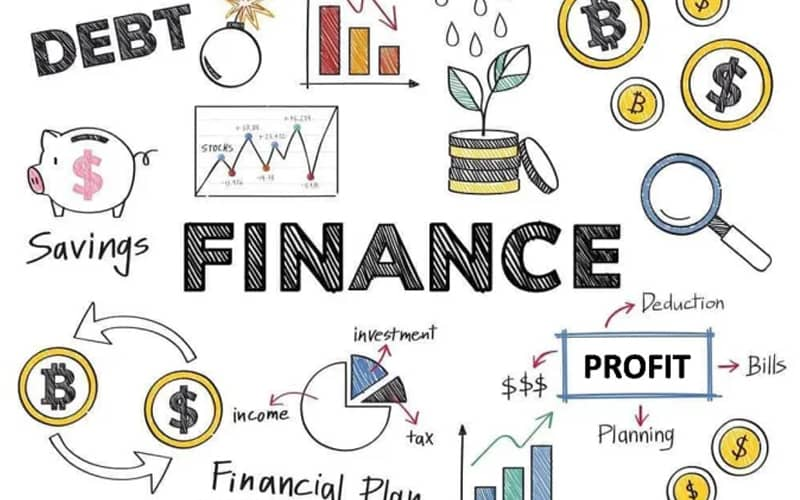 DEBT
STOCKS
Savings
FINANCE
Deduction
investment
PROFIT
Bills
$$$
income
tax
Planning
Financial Plan